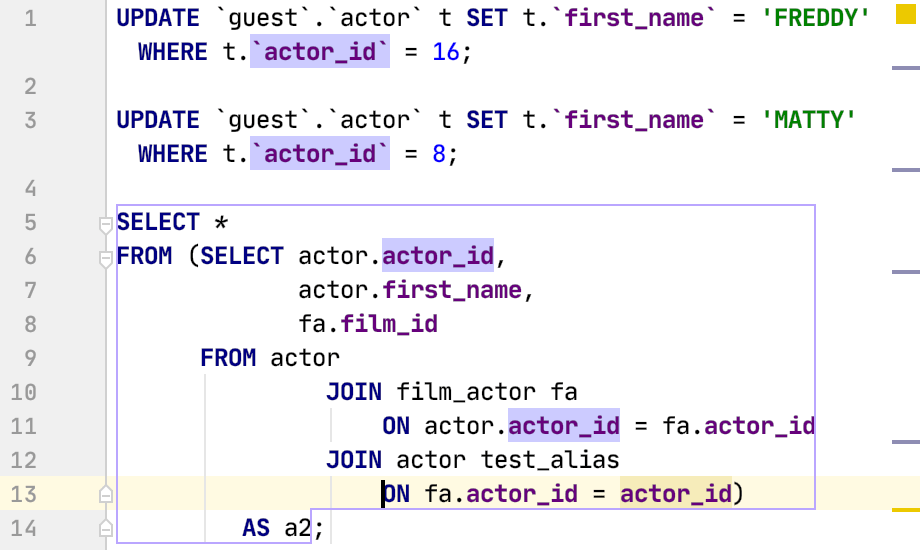 1 UPDATE `guest`.`actor` t SET t.`first_name` = 'FREDDY'
WHERE t.`actor_id` = 16;
2
3 UPDATE `guest`.`actor` t SET t.`first_name` = 'MATTY'
WHERE t.`actor_id` = 8;
4
5 SELECT *
6 FROM (SELECT actor.actor_id,
7 actor.first_name,
8 fa.film_id
9 FROM actor
10 JOIN film_actor fa
11 ON actor.actor_id = fa.actor_id
12 JOIN actor test_alias
13 ON fa.actor_id = actor_id)
14 AS a2;